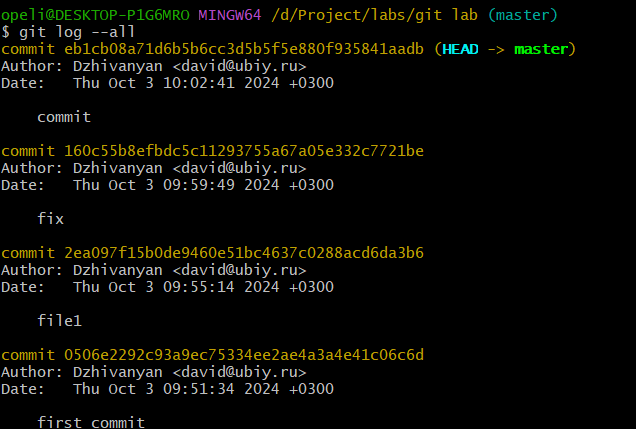 opeli@DESKTOP-P1G6MRO MINGW64 /d/Project/labs/git lab (master)
$ git log --all
commit eb1cb08a71d6b5b6cc3d5b5f5e880f935841aadb (HEAD -> master)
Author: Dzhivanyan <david@ubiy.ru>
Date:   Thu Oct 3 10:02:41 2024 +0300
    commit
commit 160c55b8efbdc5c11293755a67a05e332c7721be
Author: Dzhivanyan <david@ubiy.ru>
Date:   Thu Oct 3 09:59:49 2024 +0300
    fix
commit 2ea097f15b0de9460e51bc4637c0288acd6da3b6
Author: Dzhivanyan <david@ubiy.ru>
Date:   Thu Oct 3 09:55:14 2024 +0300
    file1
commit 0506e2292c93a9ec75334ee2ae4a3a4e41c06c6d
Author: Dzhivanyan <david@ubiy.ru>
Date:   Thu Oct 3 09:51:34 2024 +0300
    first commit